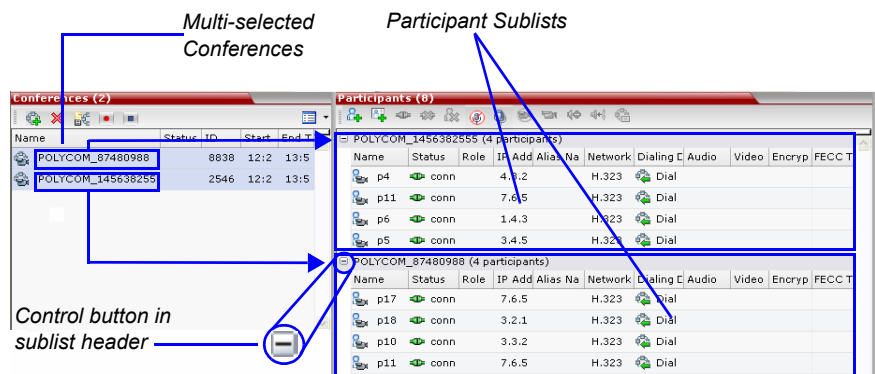 Multi-selected
Conferences
Participant Sublists
Conferences (2)
Name Status ID Start End T
POLYCOM_87480988 8838 12:2 13:5
POLYCOM_145638255 2546 12:2 13:5
Participants (8)
POLYCOM_1456382555 (4 participants)
Name Status Role IP Add Alias Na Network Dialing D Audio Video Encryp FECC T
p4 conn 4.3.2 H.323 Dial
p11 conn 7.6.5 H.323 Dial
p6 conn 1.4.3 H.323 Dial
p5 conn 3.4.5 H.323 Dial
POLYCOM_87480988 (4 participants)
Name Status Role IP Add Alias Na Network Dialing D Audio Video Encryp FECC T
p17 conn 7.6.5 H.323 Dial
p18 conn 3.2.1 H.323 Dial
p10 conn 3.3.2 H.323 Dial
p11 conn 7.6.5 H.323 Dial
Control button in
sublist header